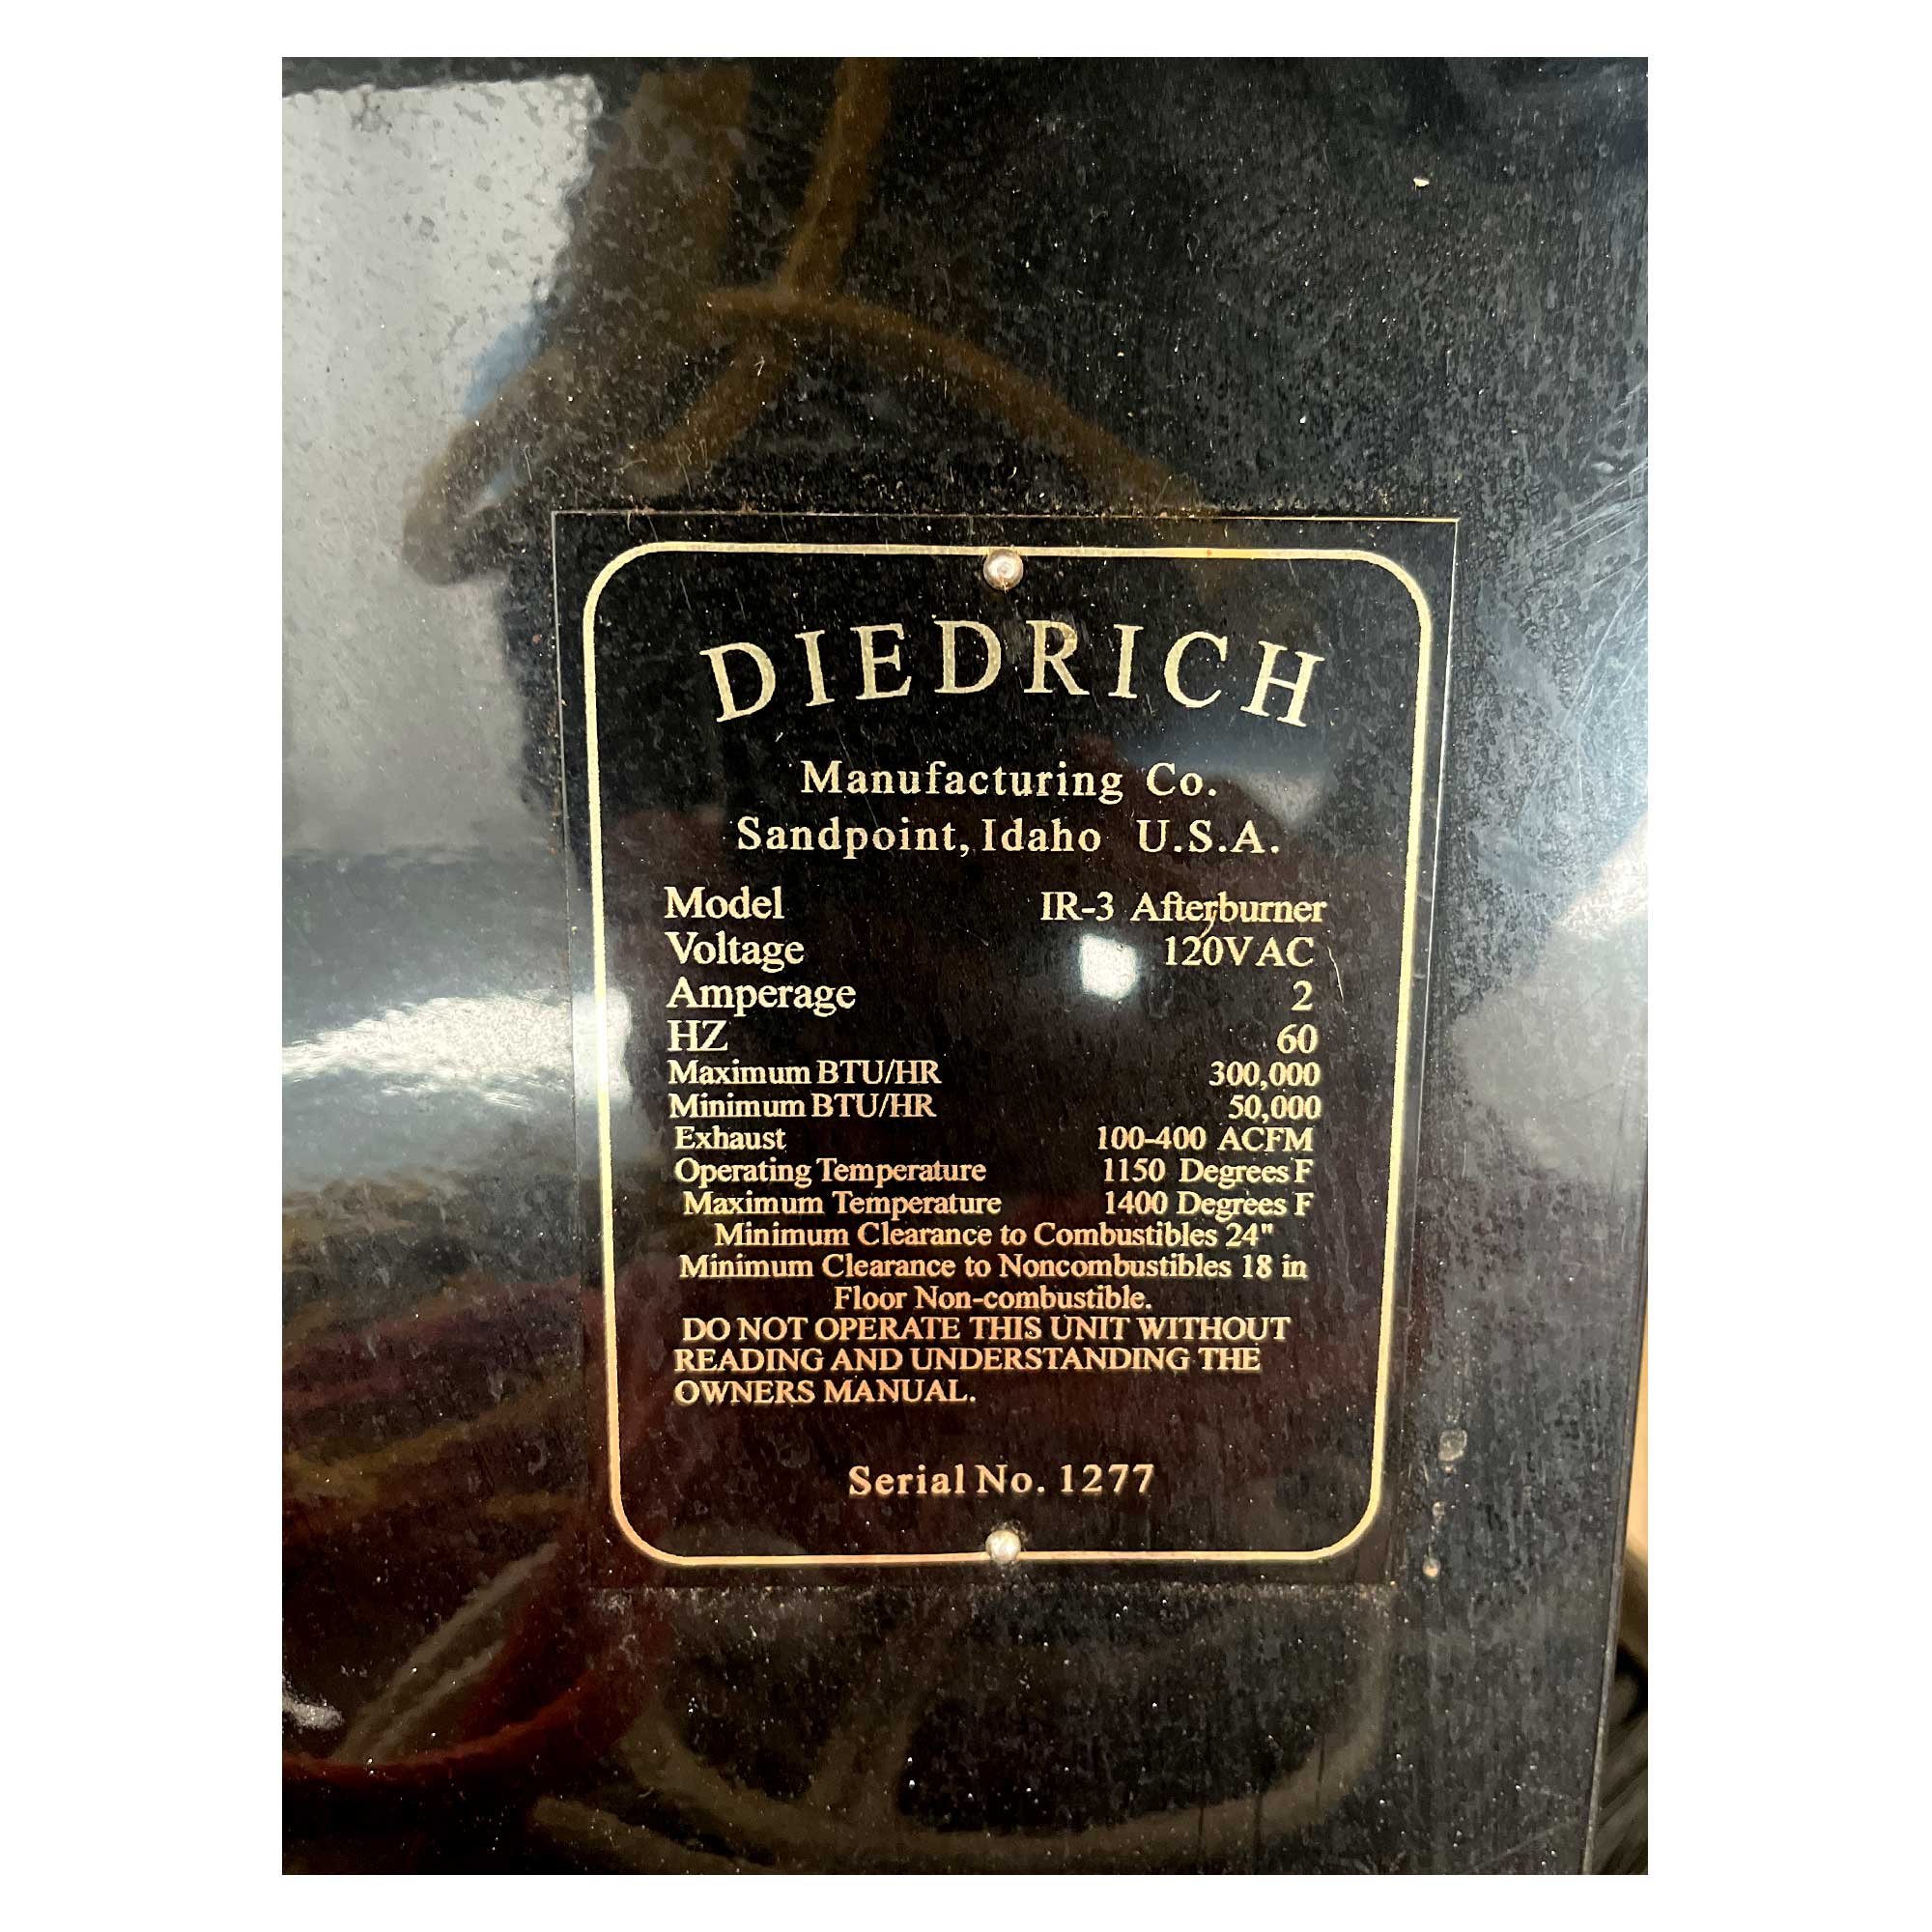 DIEDRICH
Manufacturing Co.
Sandpoint, Idaho U.S.A.
Model IR-3 Afterburner
Voltage 120VAC
Amperage 2
HZ 60
Maximum BTU/HR 300,000
Minimum BTU/HR 50,000
Exhaust 100-400 ACFM
Operating Temperature 1150 Degrees F
Maximum Temperature 1400 Degrees F
Minimum Clearance to Combustibles 24"
Minimum Clearance to Noncombustibles 18 in
Floor Non-combustible.
DO NOT OPERATE THIS UNIT WITHOUT
READING AND UNDERSTANDING THE
OWNERS MANUAL.
Serial No. 1277